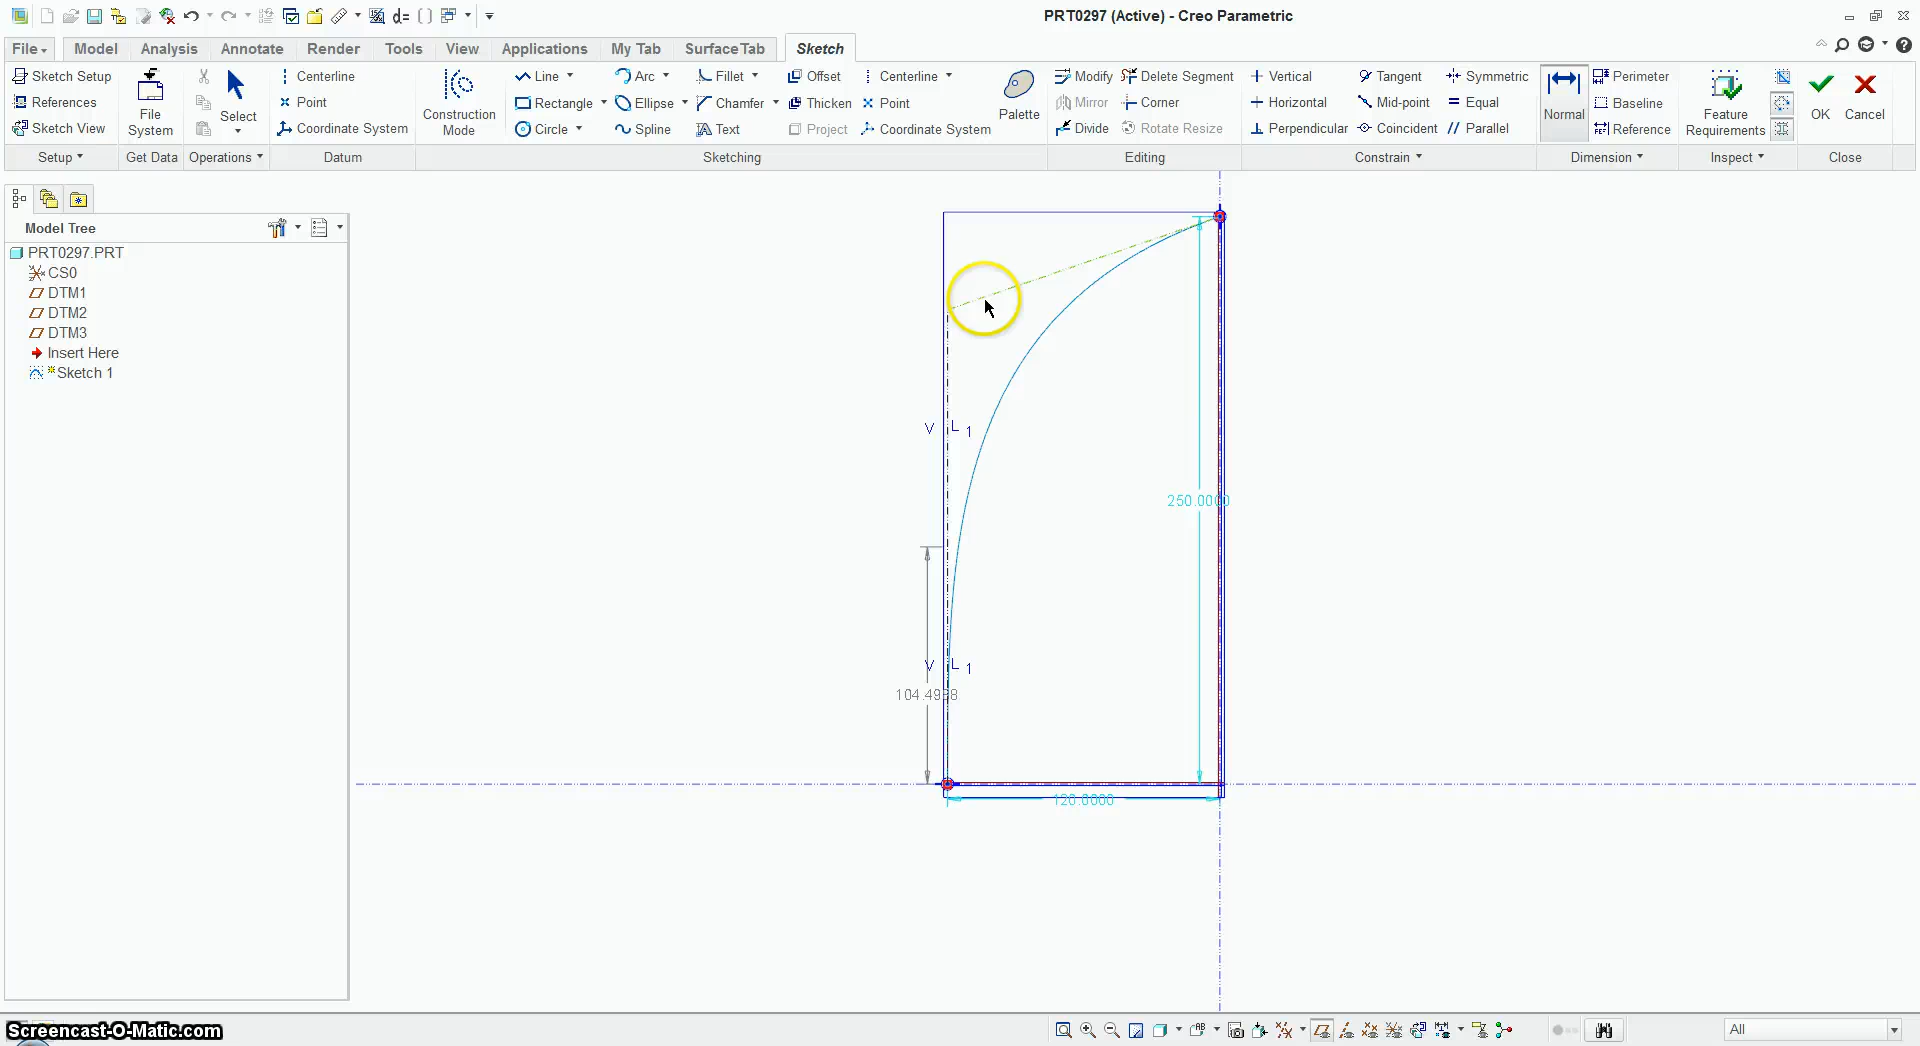 PRT0297 (Active) - Creo Parametric
File Model Analysis Annotate Render Tools View Applications My Tab Surface Tab Sketch
Sketch Setup
References
Sketch View
Setup
File System
Get Data
Select
Operations
Centerline
Point
Coordinate System
Datum
Construction Mode
Line Arc Fillet Offset Centerline
Rectangle Ellipse Chamfer Thicken Point
Circle Spline Text Project Coordinate System
Palette
Sketching
Modify Delete Segment
Mirror Corner
Divide Rotate Resize
Editing
Vertical Tangent Symmetric
Horizontal Mid-point Equal
Perpendicular Coincident Parallel
Constrain
Normal
Perimeter
Baseline
Reference
Dimension
Feature Requirements
Inspect
OK Cancel
Close
Model Tree
PRT0297.PRT
CS0
DTM1
DTM2
DTM3
Insert Here
Sketch 1
V L 1
250.0000
V L 1
120.0000
Screencast-O-Matic.com
All